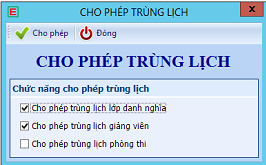 CHO PHÉP TRÙNG LỊCH
Cho phép Đóng
CHO PHÉP TRÙNG LỊCH
Chức năng cho phép trùng lịch
Cho phép trùng lịch lớp danh nghĩa
Cho phép trùng lịch giảng viên
Cho phép trùng lịch phòng thi